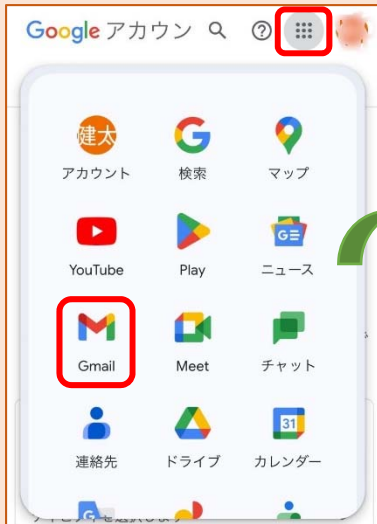 Google アカウン
健太
アカウント 検索 マップ
GE
YouTube Play ニュース
Gmail Meet チャット
31
連絡先 ドライブ カレンダー